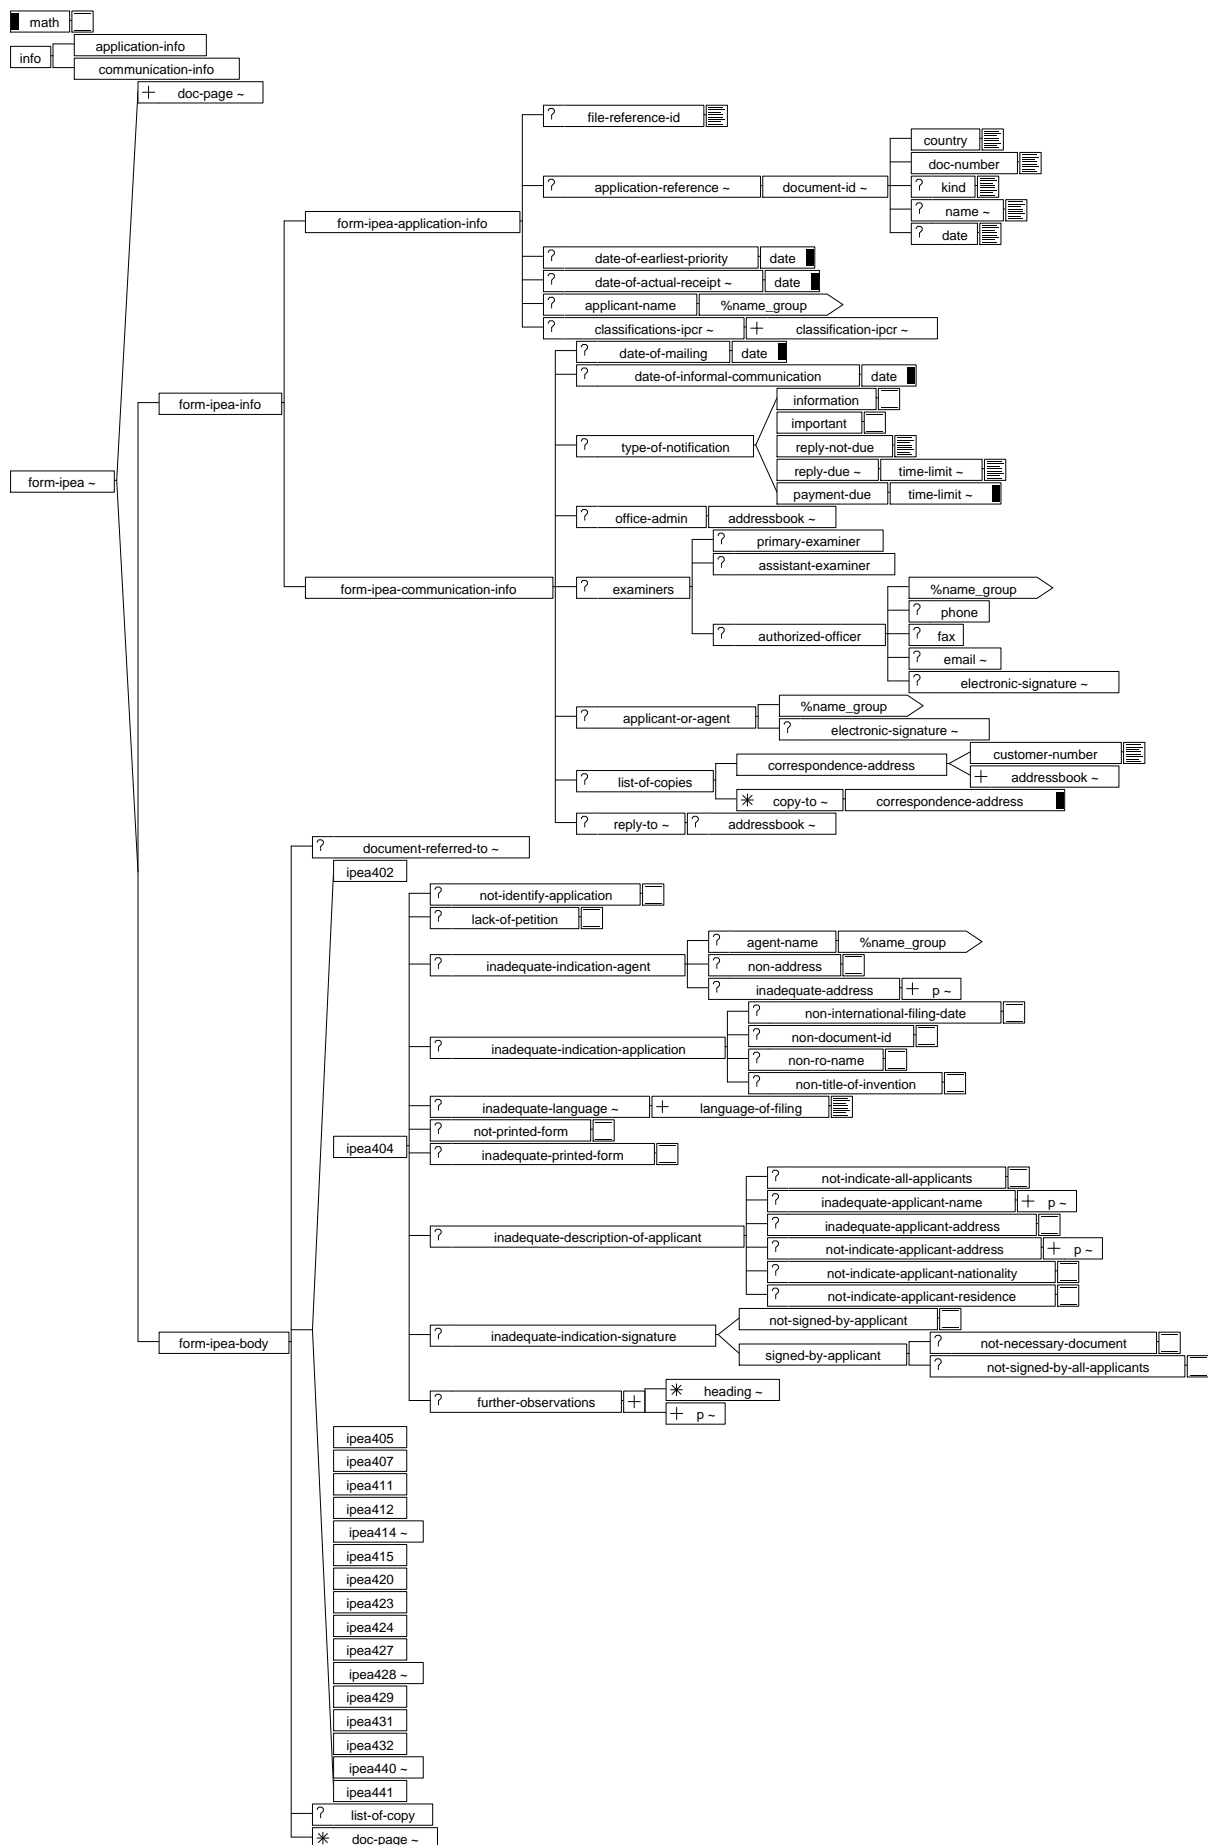 math
info
application-info
communication-info
+ doc-page ~
? file-reference-id
country
doc-number
? application-reference ~ document-id ~ ? kind
? name ~
form-ipea-application-info
? date
? date-of-earliest-priority date
? date-of-actual-receipt ~ date
? applicant-name %name_group
? classifications-ipcr ~ + classification-ipcr ~
? date-of-mailing date
? date-of-informal-communication date
form-ipea-info
information
important
? type-of-notification reply-not-due
reply-due ~ time-limit ~
form-ipea ~
payment-due time-limit ~
? office-admin addressbook ~
? primary-examiner
? assistant-examiner
form-ipea-communication-info ? examiners %name_group
? phone
? authorized-officer ? fax
? email ~
? electronic-signature ~
%name_group
? applicant-or-agent
? electronic-signature ~
customer-number
correspondence-address
+ addressbook ~
? list-of-copies
* copy-to ~ correspondence-address
? reply-to ~ ? addressbook ~
? document-referred-to ~
ipea402
? not-identify-application
? lack-of-petition
? agent-name %name_group
? inadequate-indication-agent ? non-address
? inadequate-address + p ~
? non-international-filing-date
? non-document-id
? inadequate-indication-application
? non-ro-name
? non-title-of-invention
? inadequate-language ~ + language-of-filing
? not-printed-form
ipea404
? inadequate-printed-form
? not-indicate-all-applicants
? inadequate-applicant-name + p ~
? inadequate-applicant-address
? inadequate-description-of-applicant
? not-indicate-applicant-address + p ~
? not-indicate-applicant-nationality
? not-indicate-applicant-residence
not-signed-by-applicant
? inadequate-indication-signature
form-ipea-body
? not-necessary-document
signed-by-applicant
? not-signed-by-all-applicants
* heading ~
? further-observations +
+ p ~
ipea405
ipea407
ipea411
ipea412
ipea414 ~
ipea415
ipea420
ipea423
ipea424
ipea427
ipea428 ~
ipea429
ipea431
ipea432
ipea440 ~
ipea441
? list-of-copy
* doc-page ~